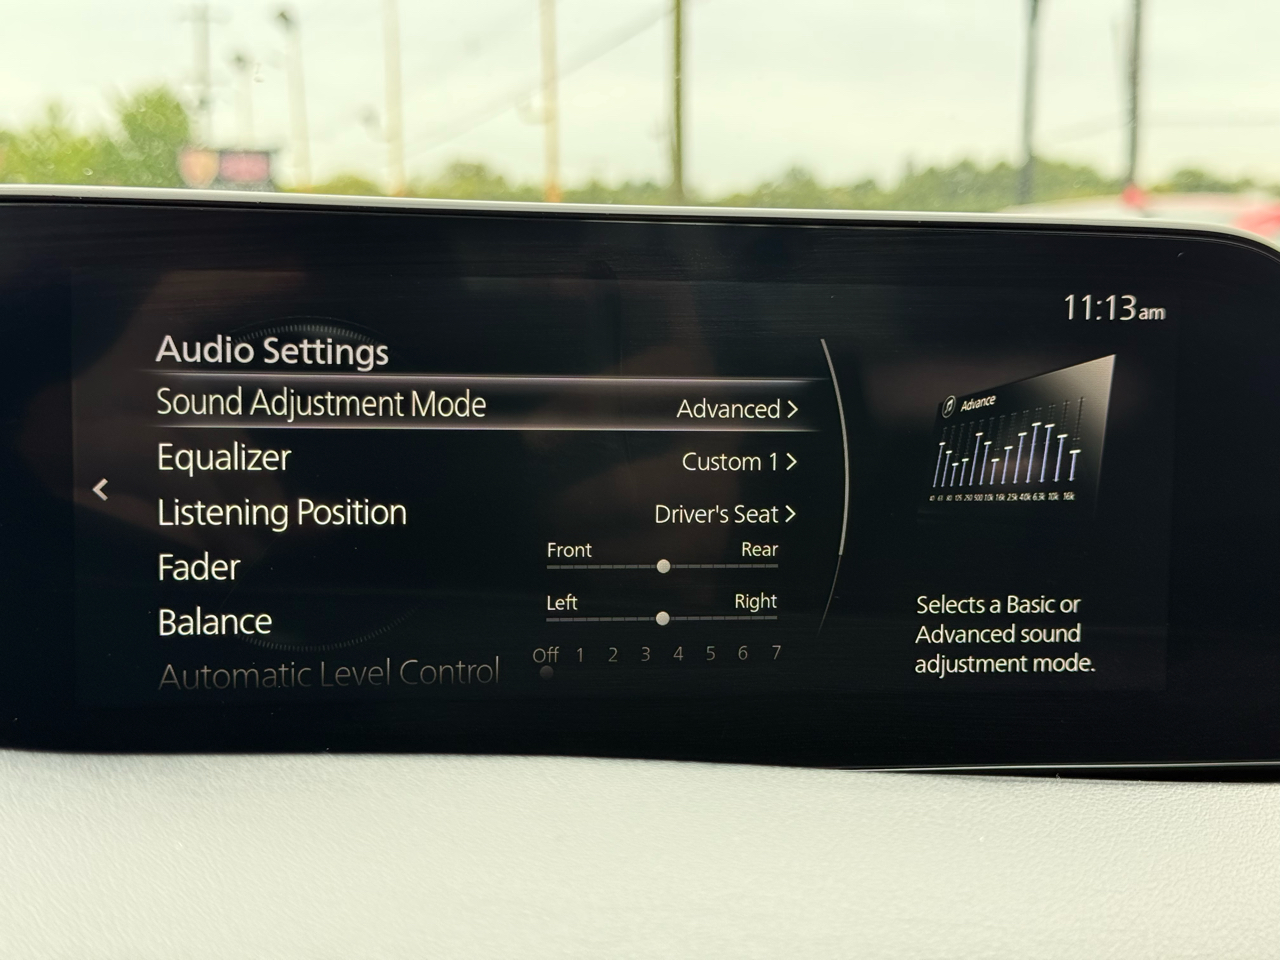 11:13 am
Audio Settings
Sound Adjustment Mode Advanced
Equalizer Custom 1
Listening Position Driver's Seat
Fader Front Rear
Balance Left Right
Automatic Level Control Off 1 2 3 4 5 6 7
Advance
Selects a Basic or
Advanced sound
adjustment mode.